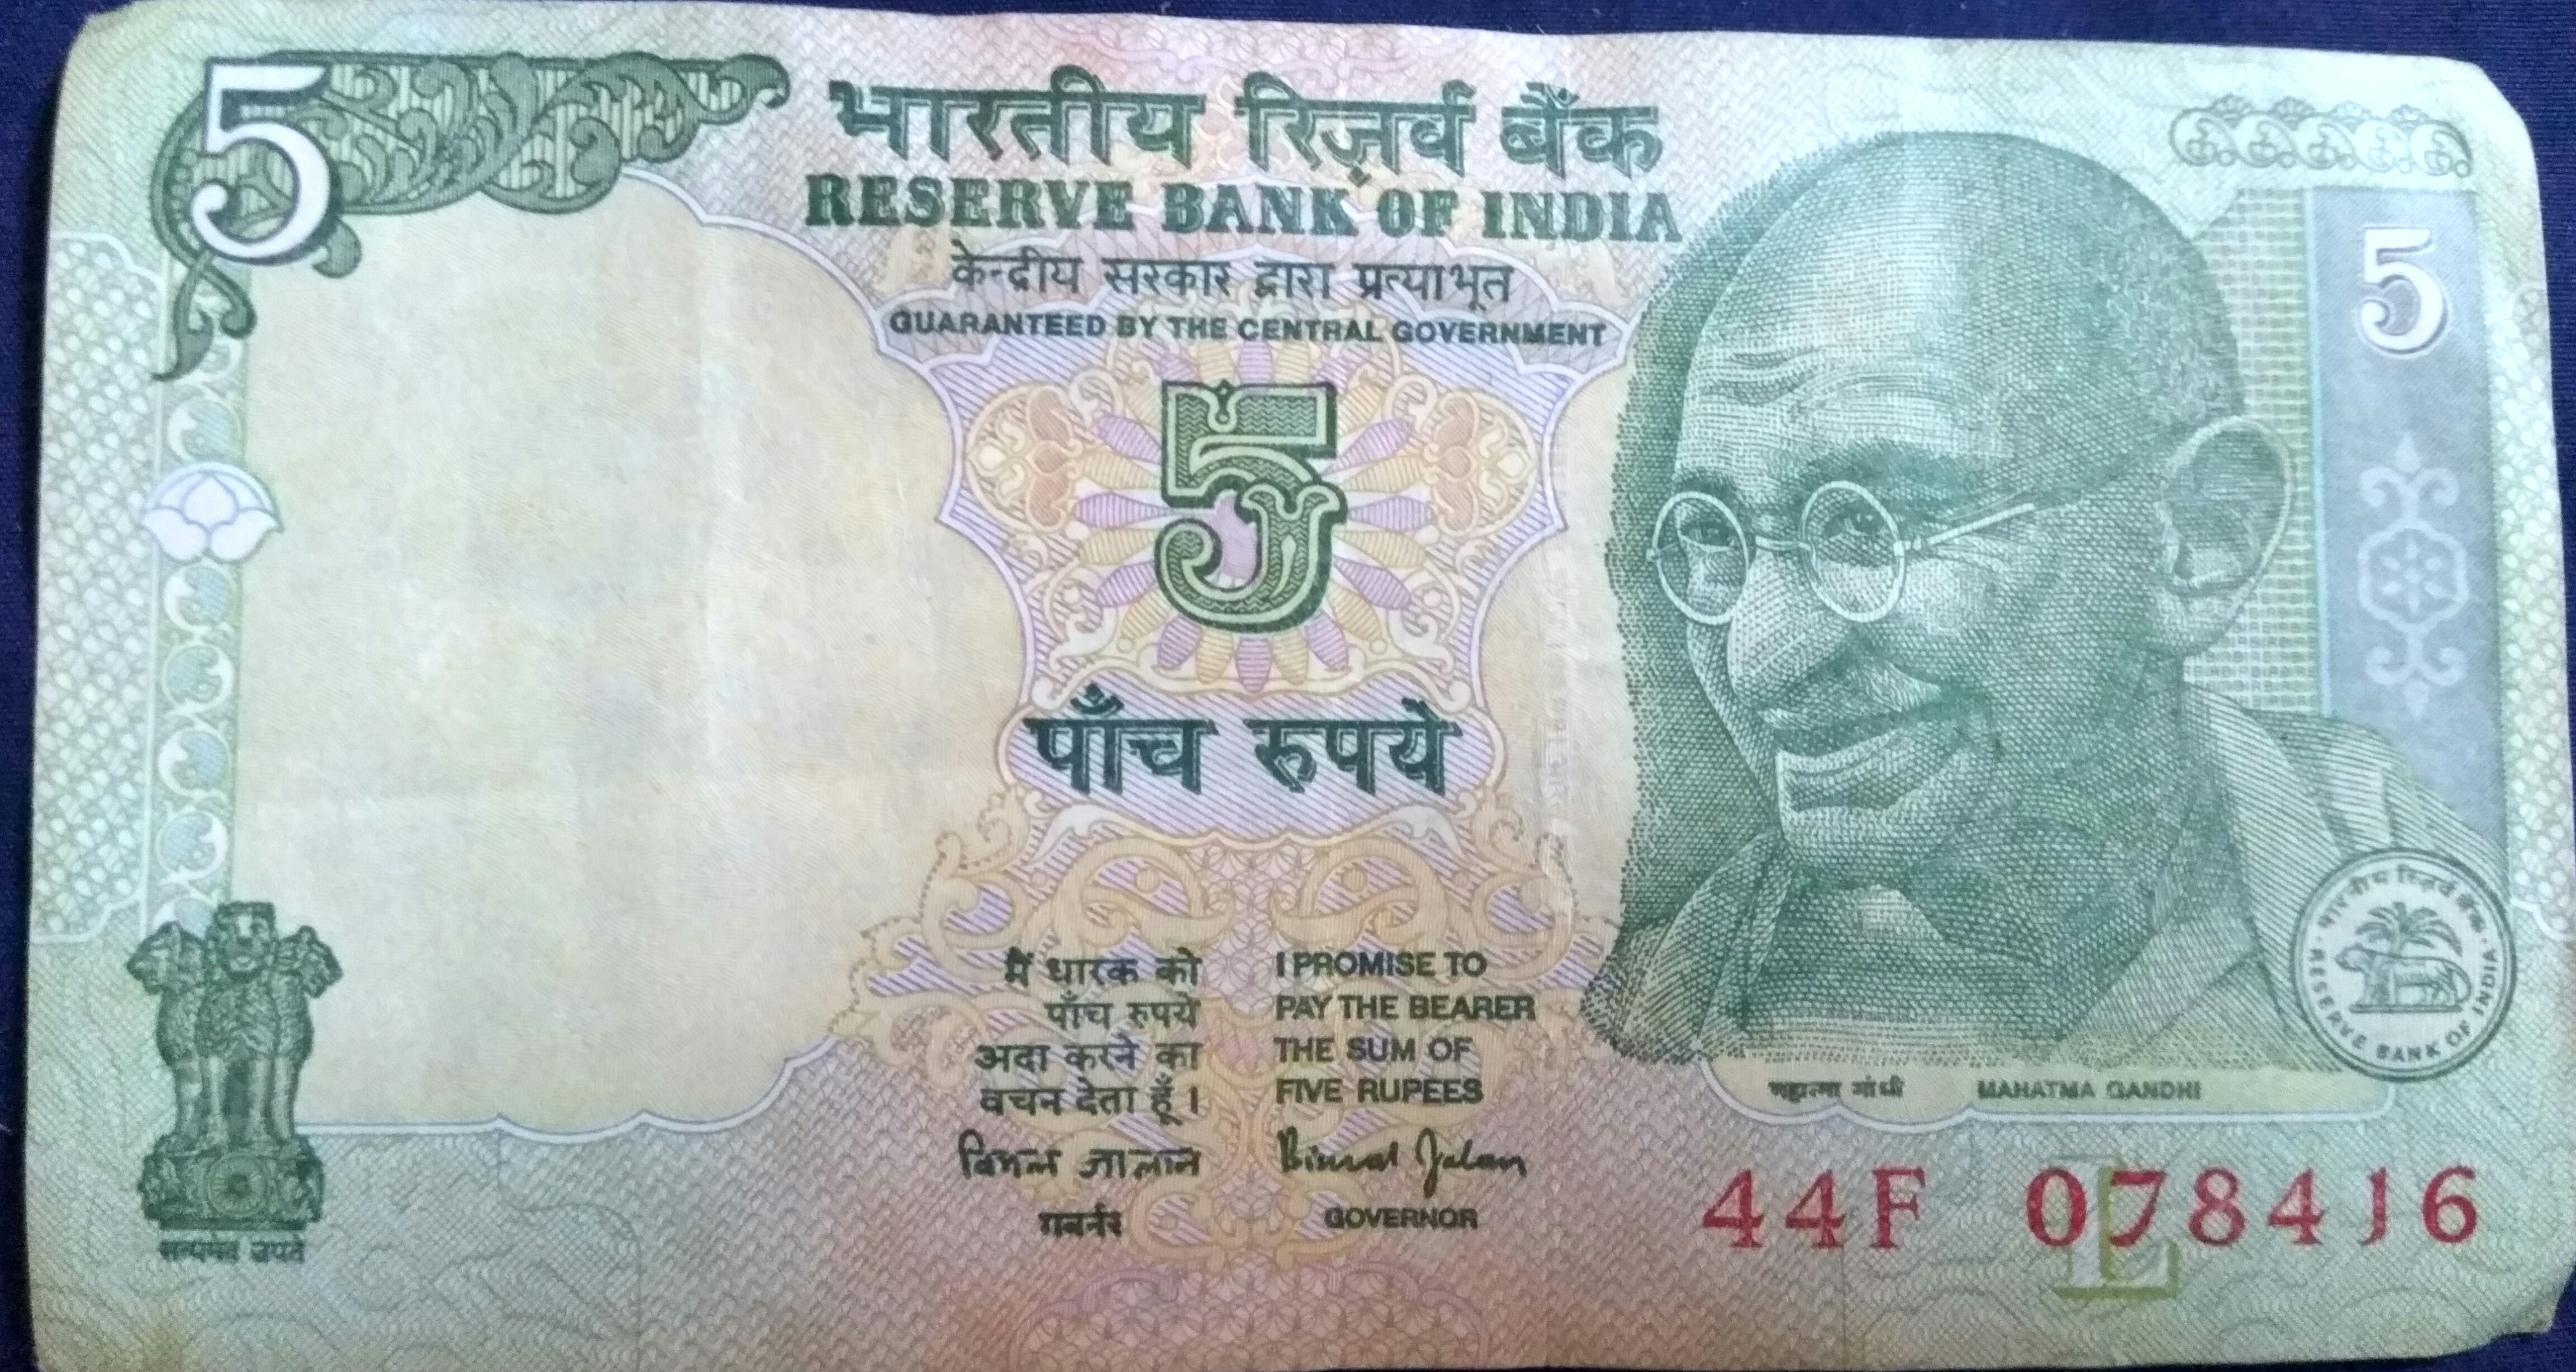 5
भारतीय रिज़र्व बैंक
RESERVE BANK OF INDIA
केन्द्रीय सरकार द्वारा प्रत्याभूत
GUARANTEED BY THE CENTRAL GOVERNMENT
5
5
पाँच रुपये
मैं धारक को
पाँच रुपये
अदा करने का
वचन देता हूँ।
I PROMISE TO
PAY THE BEARER
THE SUM OF
FIVE RUPEES
विमल जालान
Bimal Jalan
गवर्नर
GOVERNOR
भारतीय रिज़र्व बैंक
RESERVE BANK OF INDIA
महात्मा गांधी MAHATMA GANDHI
44F 078416
L
सत्यमेव जयते